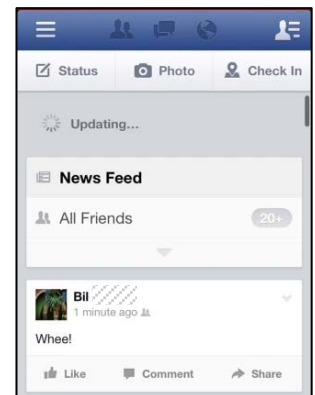 Status Photo Check In
Updating...
News Feed
All Friends 20+
Bil
1 minute ago
Whee!
Like Comment Share